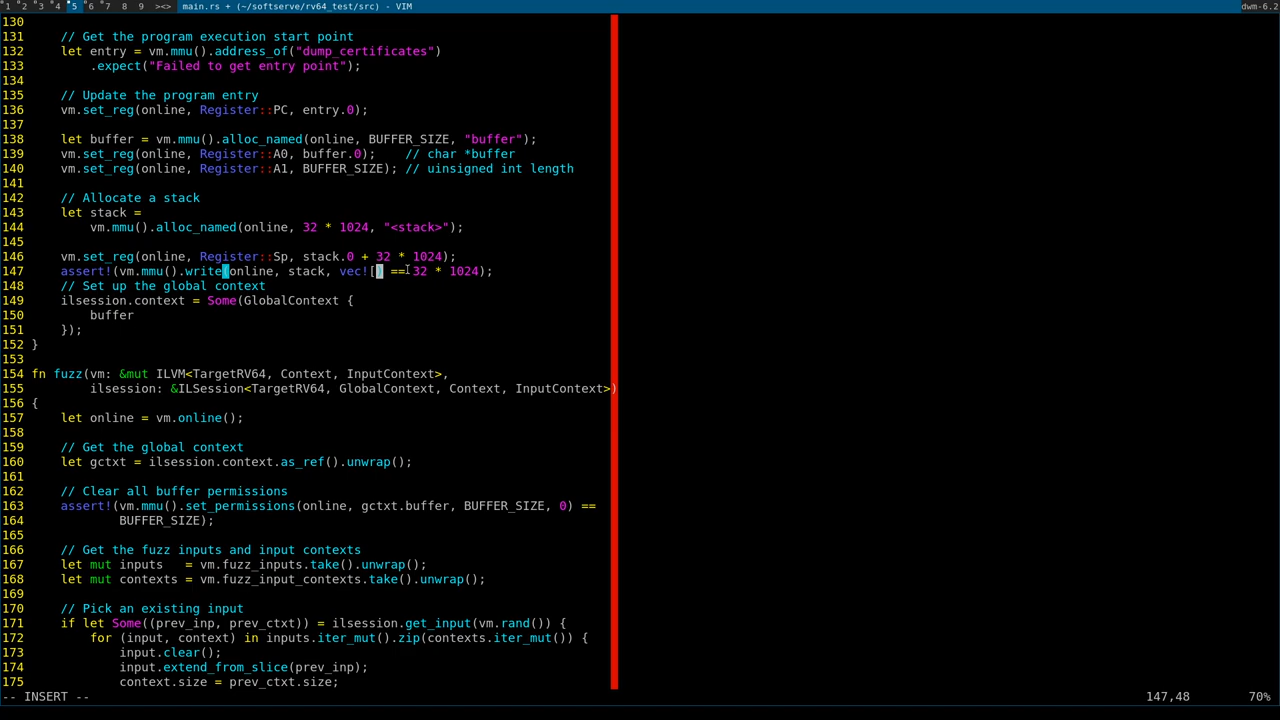 1 2 3 4 5 6 7 8 9 ><> main.rs + (~/softserve/rv64_test/src) - VIM dwm-6.2
130
131     // Get the program execution start point
132     let entry = vm.mmu().address_of("dump_certificates")
133         .expect("Failed to get entry point");
134
135     // Update the program entry
136     vm.set_reg(online, Register::PC, entry.0);
137
138     let buffer = vm.mmu().alloc_named(online, BUFFER_SIZE, "buffer");
139     vm.set_reg(online, Register::A0, buffer.0);    // char *buffer
140     vm.set_reg(online, Register::A1, BUFFER_SIZE); // uinsigned int length
141
142     // Allocate a stack
143     let stack =
144         vm.mmu().alloc_named(online, 32 * 1024, "<stack>");
145
146     vm.set_reg(online, Register::Sp, stack.0 + 32 * 1024);
147     assert!(vm.mmu().write(online, stack, vec![) == 32 * 1024);
148     // Set up the global context
149     ilsession.context = Some(GlobalContext {
150         buffer
151     });
152 }
153
154 fn fuzz(vm: &mut ILVM<TargetRV64, Context, InputContext>,
155         ilsession: &ILSession<TargetRV64, GlobalContext, Context, InputContext>)
156 {
157     let online = vm.online();
158
159     // Get the global context
160     let gctxt = ilsession.context.as_ref().unwrap();
161
162     // Clear all buffer permissions
163     assert!(vm.mmu().set_permissions(online, gctxt.buffer, BUFFER_SIZE, 0) ==
164             BUFFER_SIZE);
165
166     // Get the fuzz inputs and input contexts
167     let mut inputs   = vm.fuzz_inputs.take().unwrap();
168     let mut contexts = vm.fuzz_input_contexts.take().unwrap();
169
170     // Pick an existing input
171     if let Some((prev_inp, prev_ctxt)) = ilsession.get_input(vm.rand()) {
172         for (input, context) in inputs.iter_mut().zip(contexts.iter_mut()) {
173             input.clear();
174             input.extend_from_slice(prev_inp);
175             context.size = prev_ctxt.size;
-- INSERT -- 147,48 70%